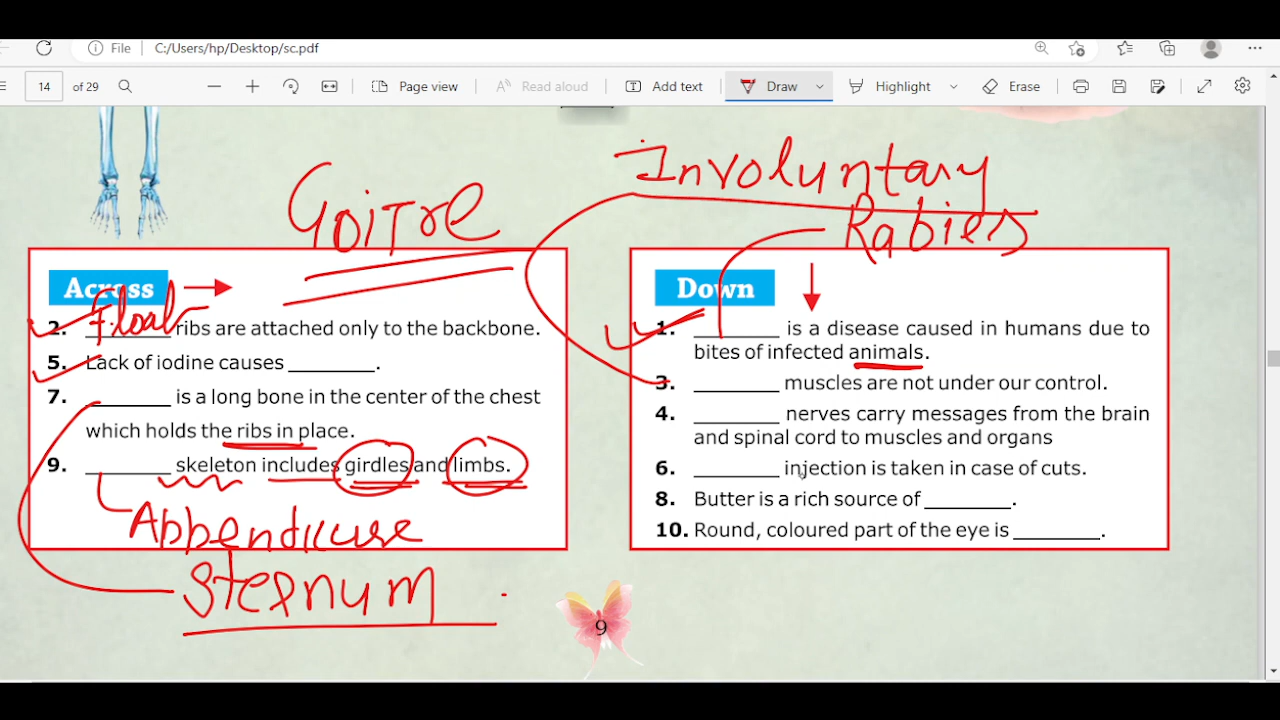 File C:/Users/hp/Desktop/sc.pdf
14 of 29 Page view Read aloud Add text Draw Highlight Erase
Involuntary
Goitre
Rabies
Across
Float
2. ribs are attached only to the backbone.
5. Lack of iodine causes ________.
7. ________ is a long bone in the center of the chest
which holds the ribs in place.
9. ________ skeleton includes girdles and limbs.
Sternum
Down
1. ________ is a disease caused in humans due to
bites of infected animals.
3. ________ muscles are not under our control.
4. ________ nerves carry messages from the brain
and spinal cord to muscles and organs
6. ________ injection is taken in case of cuts.
8. Butter is a rich source of ________.
10. Round, coloured part of the eye is ________.
9